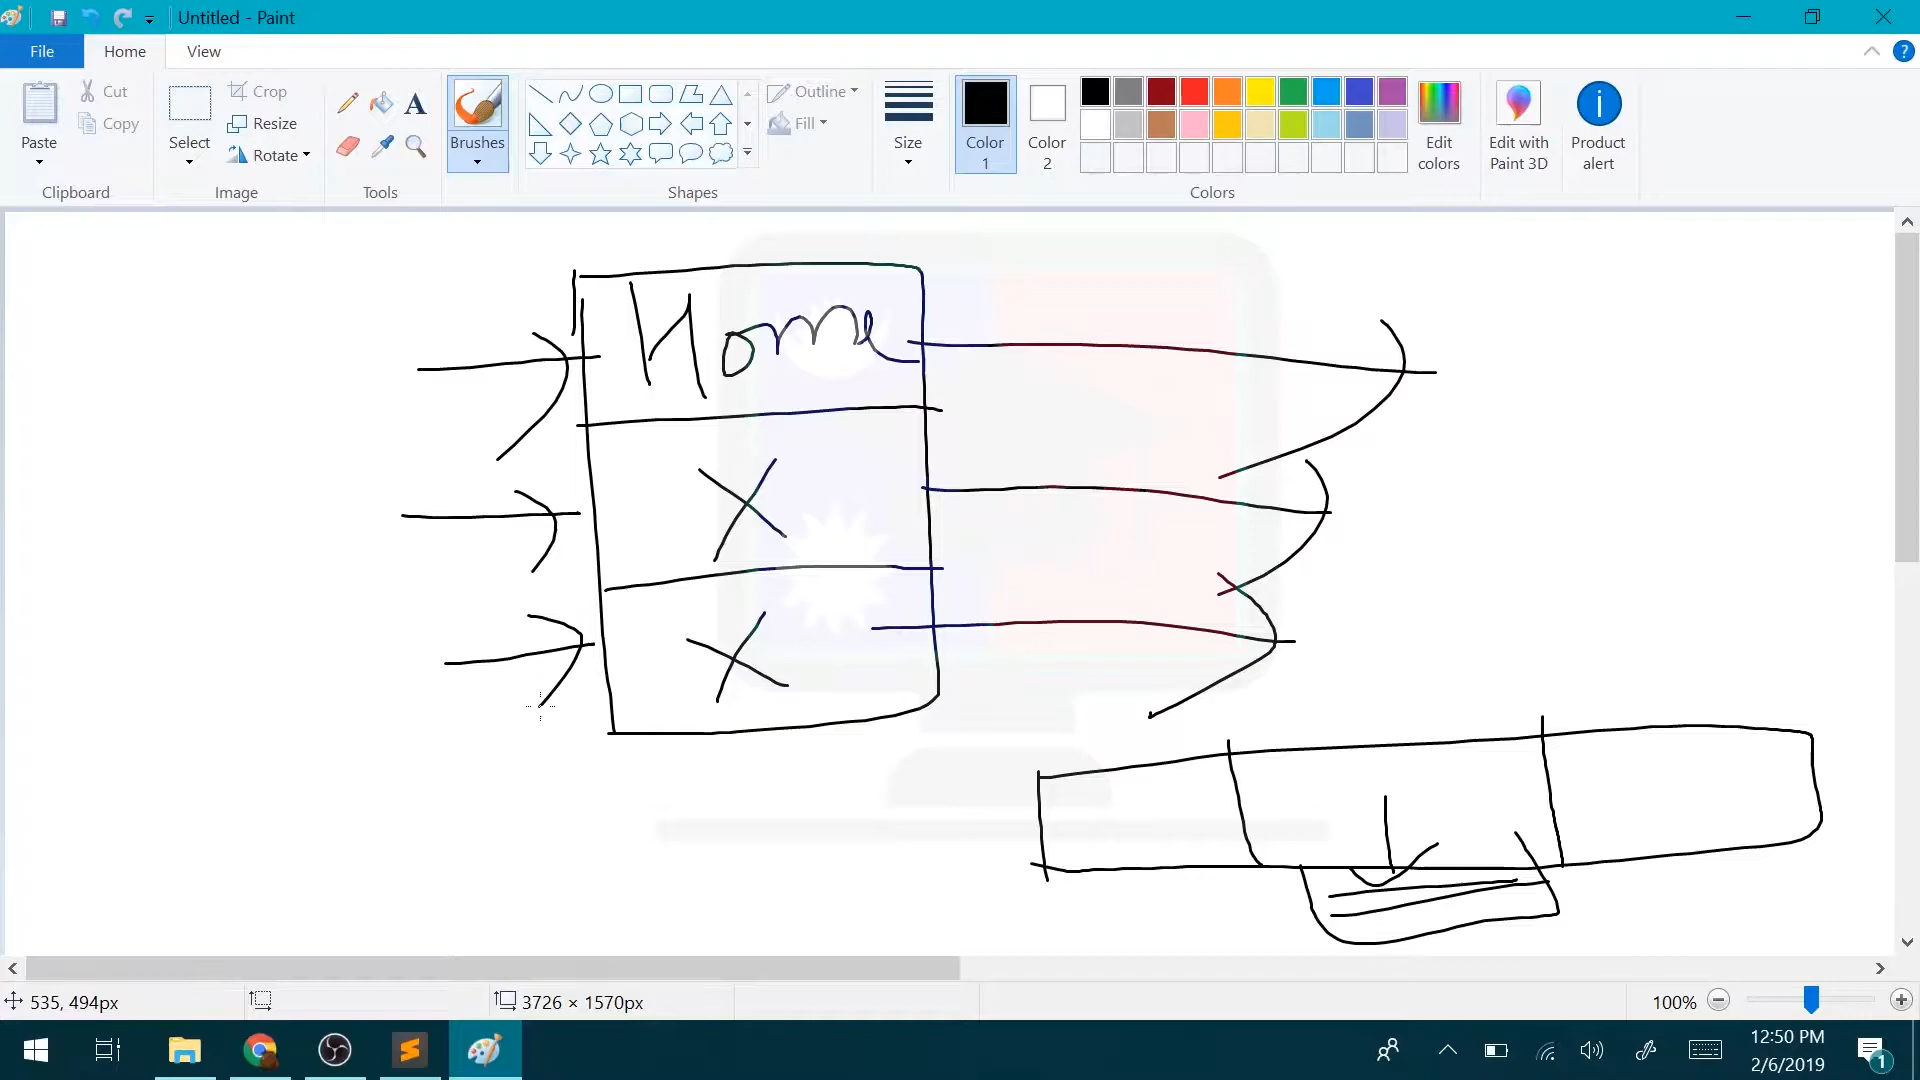 Untitled - Paint
File Home View
Paste
Cut
Copy
Clipboard
Select
Crop
Resize
Rotate
Image
A
Tools
Brushes
Shapes
Outline
Fill
Size
Color 1
Color 2
Colors
Edit colors
Edit with Paint 3D
Product alert
Home
X
X
535, 494px
3726 × 1570px
100%
12:50 PM
2/6/2019
1